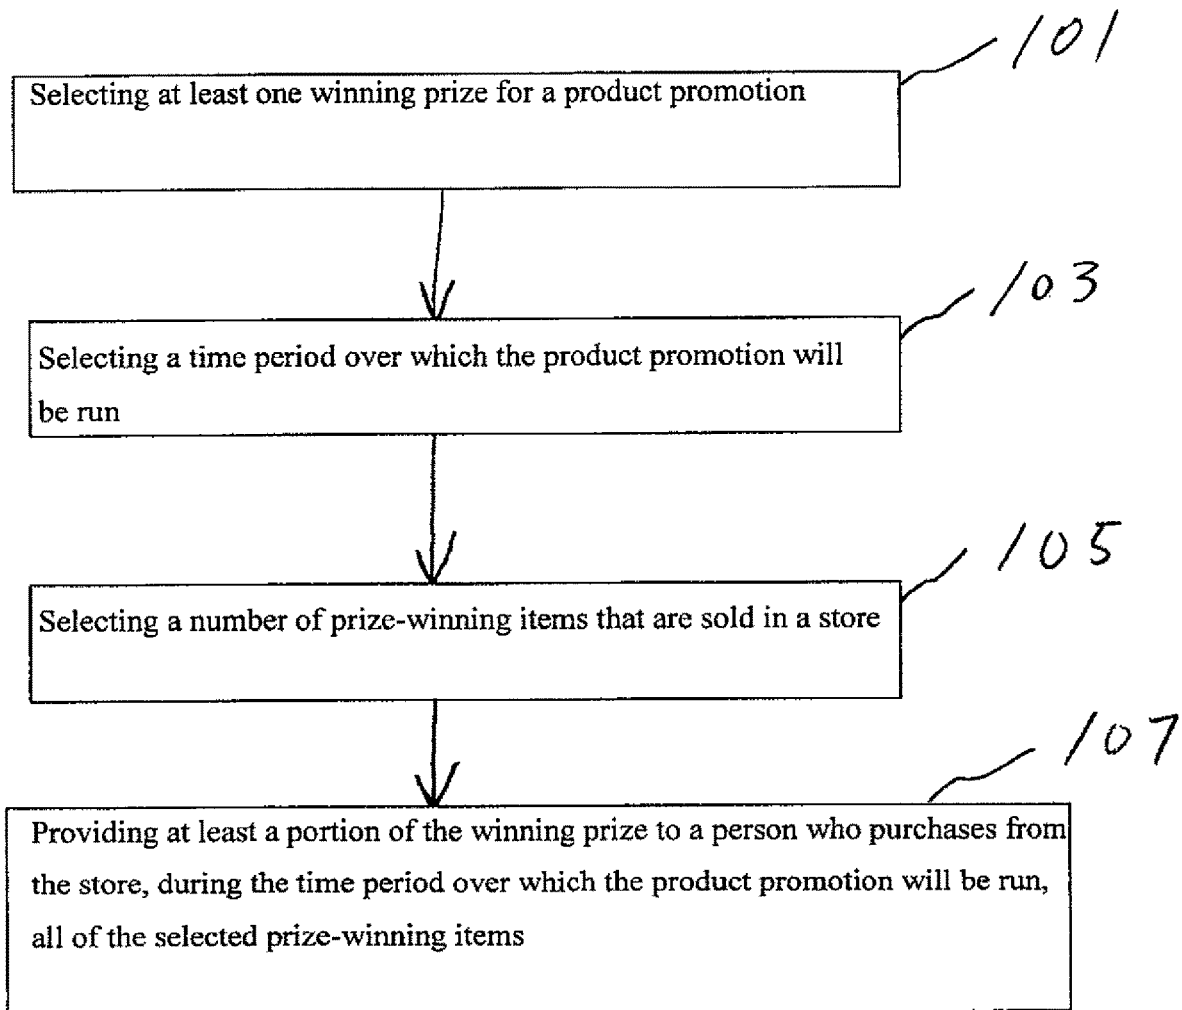 101
Selecting at least one winning prize for a product promotion
103
Selecting a time period over which the product promotion will
be run
105
Selecting a number of prize-winning items that are sold in a store
107
Providing at least a portion of the winning prize to a person who purchases from
the store, during the time period over which the product promotion will be run,
all of the selected prize-winning items